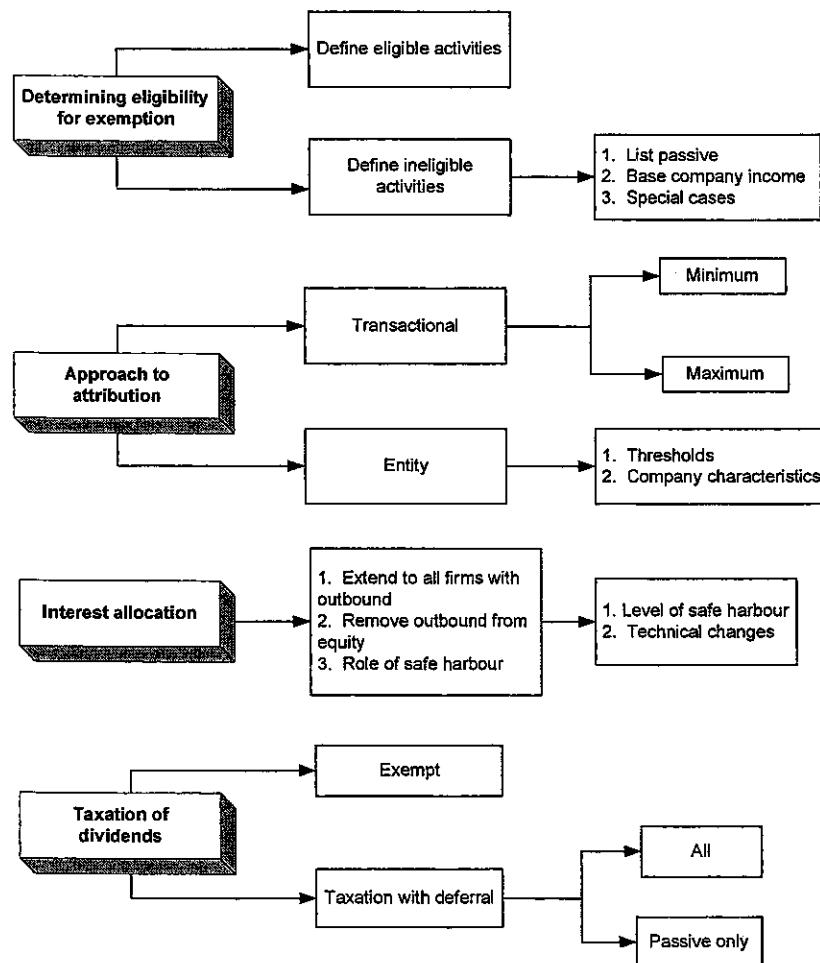 Define eligible activities
Determining eligibility
for exemption
Define ineligible
activities
1. List passive
2. Base company income
3. Special cases
Minimum
Transactional
Maximum
Approach to
attribution
Entity
1. Thresholds
2. Company characteristics
Interest allocation
1. Extend to all firms with
outbound
2. Remove outbound from
equity
3. Role of safe harbour
1. Level of safe harbour
2. Technical changes
Exempt
Taxation of
dividends
All
Taxation with deferral
Passive only